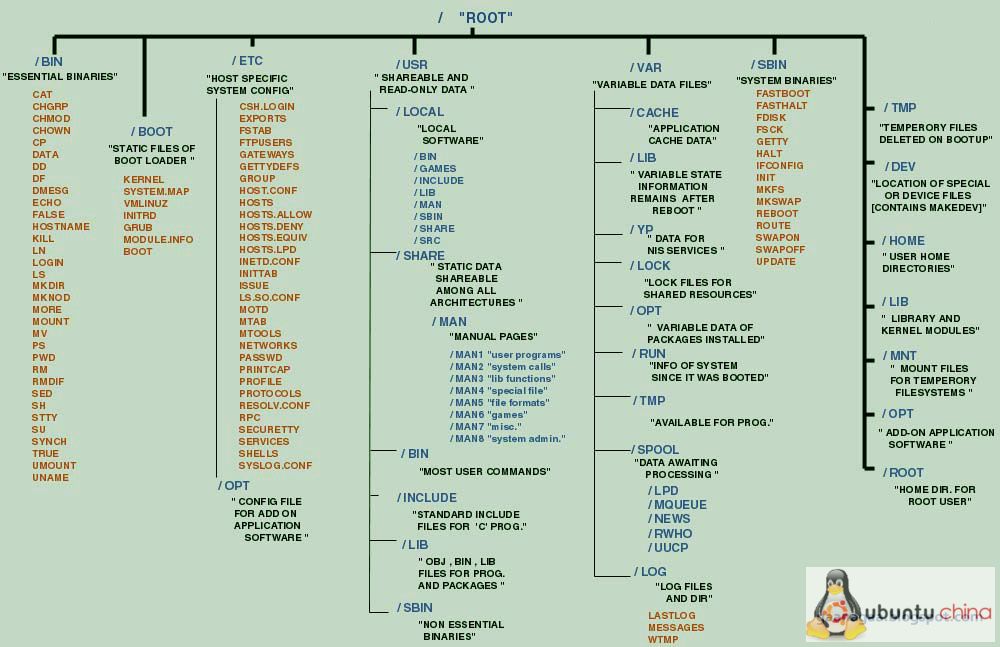 / "ROOT"
/BIN
"ESSENTIAL BINARIES"
CAT
CHGRP
CHMOD
CHOWN
CP
DATA
DD
DF
DMESG
ECHO
FALSE
HOSTNAME
KILL
LN
LOGIN
LS
MKDIR
MKNOD
MORE
MOUNT
MV
PS
PWD
RM
RMDIF
SED
SH
STTY
SU
SYNCH
TRUE
UMOUNT
UNAME
/BOOT
"STATIC FILES OF
BOOT LOADER "
KERNEL
SYSTEM.MAP
VMLINUZ
INITRD
GRUB
MODULE.INFO
BOOT
/ETC
"HOST SPECIFIC
SYSTEM CONFIG"
CSH.LOGIN
EXPORTS
FSTAB
FTPUSERS
GATEWAYS
GETTYDEFS
GROUP
HOST.CONF
HOSTS
HOSTS.ALLOW
HOSTS.DENY
HOSTS.EQUIV
HOSTS.LPD
INETD.CONF
INITTAB
ISSUE
LS.SO.CONF
MOTD
MTAB
MTOOLS
NETWORKS
PASSWD
PRINTCAP
PROFILE
PROTOCOLS
RESOLV.CONF
RPC
SECURETTY
SERVICES
SHELLS
SYSLOG.CONF
/OPT
" CONFIG FILE
FOR ADD ON
APPLICATION
SOFTWARE "
/USR
" SHAREABLE AND
READ-ONLY DATA "
/LOCAL
"LOCAL
SOFTWARE"
/BIN
/GAMES
/INCLUDE
/LIB
/MAN
/SBIN
/SHARE
/SRC
/SHARE
"STATIC DATA
SHAREABLE
AMONG ALL
ARCHITECTURES "
/MAN
"MANUAL PAGES"
/MAN1 "user programs"
/MAN2 "system calls"
/MAN3 "lib functions"
/MAN4 "special file"
/MAN5 "file formats"
/MAN6 "games"
/MAN7 "misc."
/MAN8 "system admin."
/BIN
"MOST USER COMMANDS"
/INCLUDE
"STANDARD INCLUDE
FILES FOR 'C' PROG."
/LIB
" OBJ , BIN , LIB
FILES FOR PROG.
AND PACKAGES "
/SBIN
"NON ESSENTIAL
BINARIES"
/VAR
"VARIABLE DATA FILES"
/CACHE
"APPLICATION
CACHE DATA"
/LIB
" VARIABLE STATE
INFORMATION
REMAINS AFTER
REBOOT "
/YP
" DATA FOR
NIS SERVICES "
/LOCK
"LOCK FILES FOR
SHARED RESOURCES"
/OPT
" VARIABLE DATA OF
PACKAGES INSTALLED"
/RUN
"INFO OF SYSTEM
SINCE IT WAS BOOTED"
/TMP
"AVAILABLE FOR PROG."
/SPOOL
"DATA AWAITING
PROCESSING "
/LPD
/MQUEUE
/NEWS
/RWHO
/UUCP
/LOG
"LOG FILES
AND DIR"
LASTLOG
MESSAGES
WTMP
/SBIN
"SYSTEM BINARIES"
FASTBOOT
FASTHALT
FDISK
FSCK
GETTY
HALT
IFCONFIG
INIT
MKFS
MKSWAP
REBOOT
ROUTE
SWAPON
SWAPOFF
UPDATE
/TMP
"TEMPERORY FILES
DELETED ON BOOTUP"
/DEV
"LOCATION OF SPECIAL
OR DEVICE FILES
[CONTAINS MAKEDEV]"
/HOME
" USER HOME
DIRECTORIES"
/LIB
" LIBRARY AND
KERNEL MODULES"
/MNT
" MOUNT FILES
FOR TEMPERORY
FILESYSTEMS "
/OPT
" ADD-ON APPLICATION
SOFTWARE "
/ROOT
"HOME DIR. FOR
ROOT USER"
ubuntu china